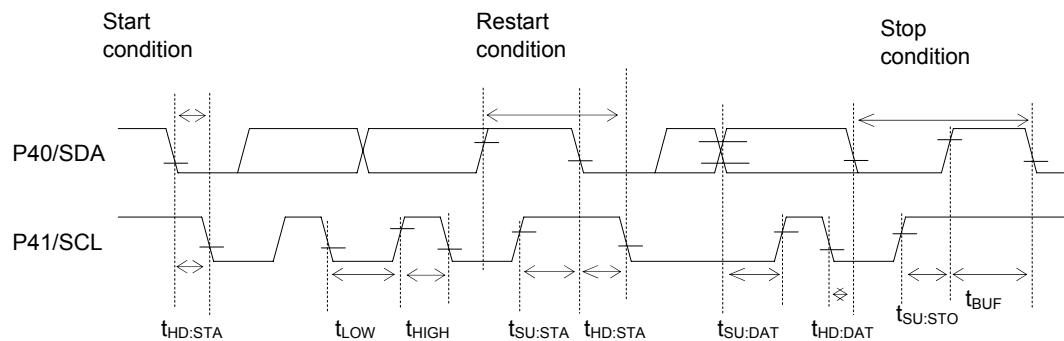 Start
condition
Restart
condition
Stop
condition
P40/SDA
P41/SCL
tHD:STA
tLOW
tHIGH
tSU:STA
tHD:STA
tSU:DAT
tHD:DAT
tSU:STO
tBUF